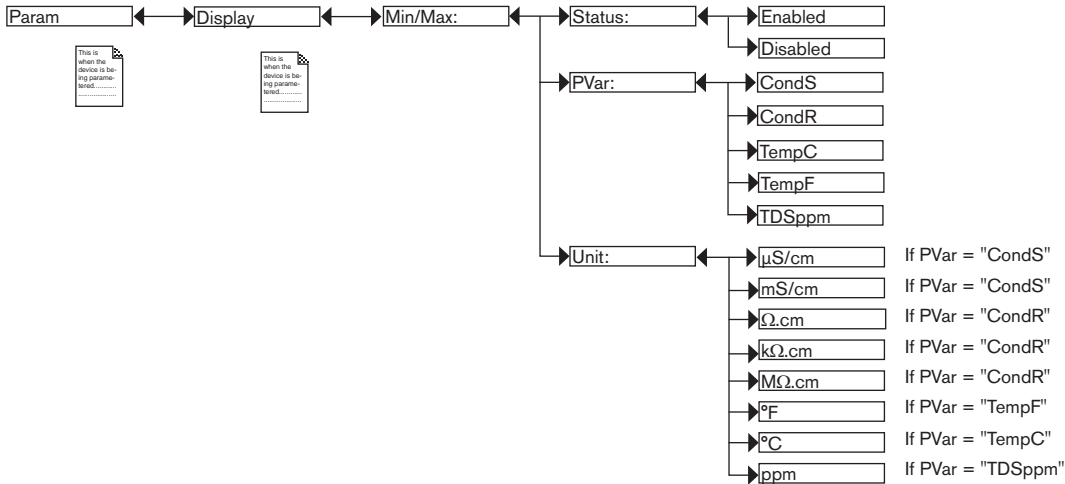 Param
Display
Min/Max:
Status:
Enabled
Disabled
This is
when the
device is be-
ing parame-
tered...........
...................
This is
when the
device is be-
ing parame-
tered...........
...................
PVar:
CondS
CondR
TempC
TempF
TDSppm
Unit:
µS/cm If PVar = "CondS"
mS/cm If PVar = "CondS"
Ω.cm If PVar = "CondR"
kΩ.cm If PVar = "CondR"
MΩ.cm If PVar = "CondR"
°F If PVar = "TempF"
°C If PVar = "TempC"
ppm If PVar = "TDSppm"